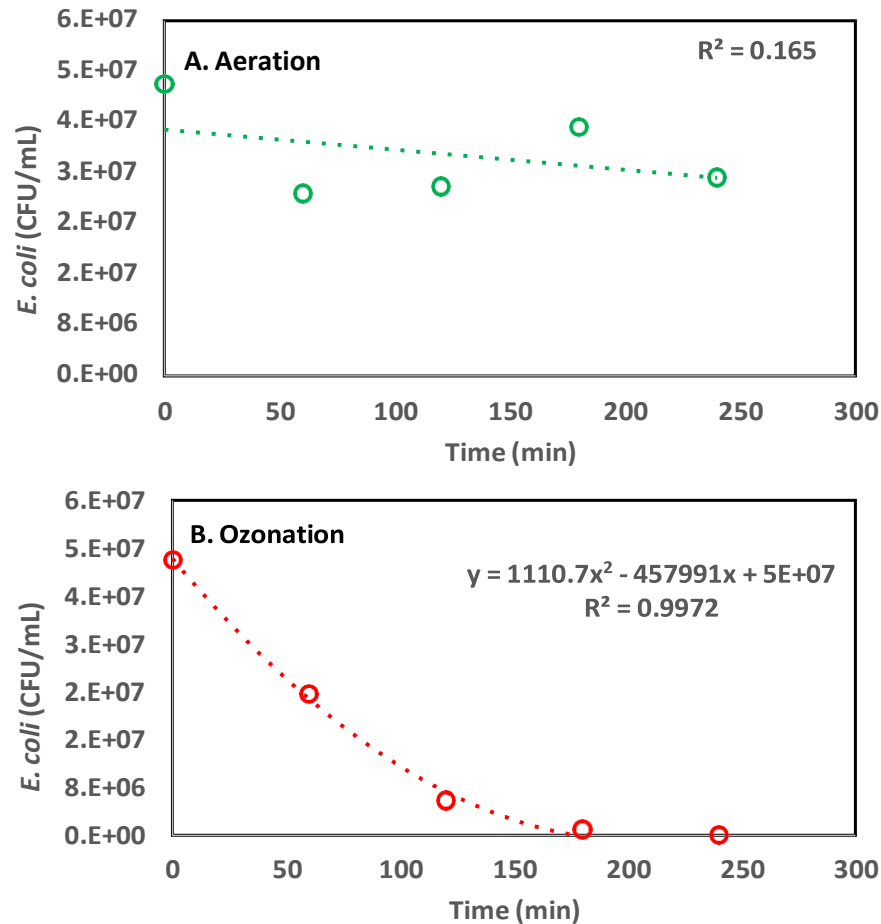 6.E+07
A. Aeration
R² = 0.165
5.E+07
4.E+07
3.E+07
2.E+07
2.E+07
8.E+06
0.E+00
E. coli (CFU/mL)
0 50 100 150 200 250 300
Time (min)
6.E+07
B. Ozonation
5.E+07
y = 1110.7x² - 457991x + 5E+07
R² = 0.9972
4.E+07
3.E+07
2.E+07
2.E+07
8.E+06
0.E+00
E. coli (CFU/mL)
0 50 100 150 200 250 300
Time (min)